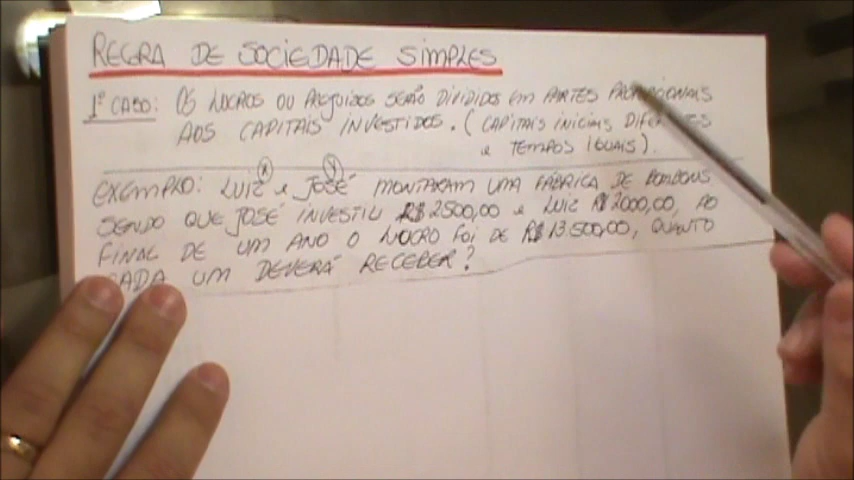 REGRA DE SOCIEDADE SIMPLES
1º CASO: OS LUCROS OU PREJUÍZOS SERÃO DIVIDIDOS EM PARTES PROPORCIONAIS
AOS CAPITAIS INVESTIDOS. (CAPITAIS INICIAIS DIFERENTES
e TEMPOS IGUAIS).
(X) (Y)
EXEMPLO: LUIZ e JOSÉ MONTARAM UMA FÁBRICA DE BOMBONS
SENDO QUE JOSÉ INVESTIU R$ 2500,00 e LUIZ R$ 2000,00, AO
FINAL DE UM ANO O LUCRO FOI DE R$ 13.500,00, QUANTO
CADA UM DEVERÁ RECEBER?